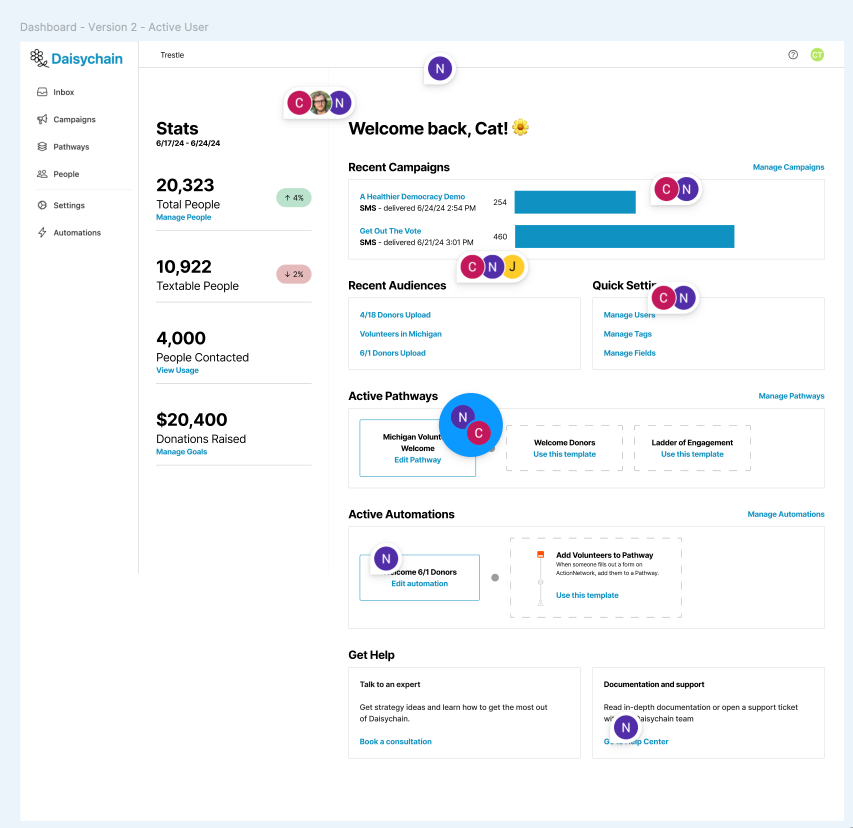 Dashboard - Version 2 - Active User
Daisychain
Trestle
CT
N
Inbox
Campaigns
Pathways
People
Settings
Automations
C N
Stats
6/17/24 - 6/24/24
20,323
Total People
Manage People
↑ 4%
10,922
Textable People
↓ 2%
4,000
People Contacted
View Usage
$20,400
Donations Raised
Manage Goals
Welcome back, Cat!
Recent Campaigns
Manage Campaigns
A Healthier Democracy Demo
SMS - delivered 6/24/24 2:54 PM
254
C N
Get Out The Vote
SMS - delivered 6/21/24 3:01 PM
460
C N J
Recent Audiences
4/18 Donors Upload
Volunteers in Michigan
6/1 Donors Upload
Quick
C N
Manage Users
Manage Tags
Manage Fields
Active Pathways
Manage Pathways
Michigan
Welcome
Edit Pathway
N
C
Welcome Donors
Use this template
Ladder of Engagement
Use this template
Active Automations
Manage Automations
N
6/1 Donors
Edit automation
Add Volunteers to Pathway
When someone fills out a form on
ActionNetwork, add them to a Pathway.
Use this template
Get Help
Talk to an expert
Get strategy ideas and learn how to get the most out
of Daisychain.
Book a consultation
Documentation and support
Read in-depth documentation or open a support ticket
team
N
Center